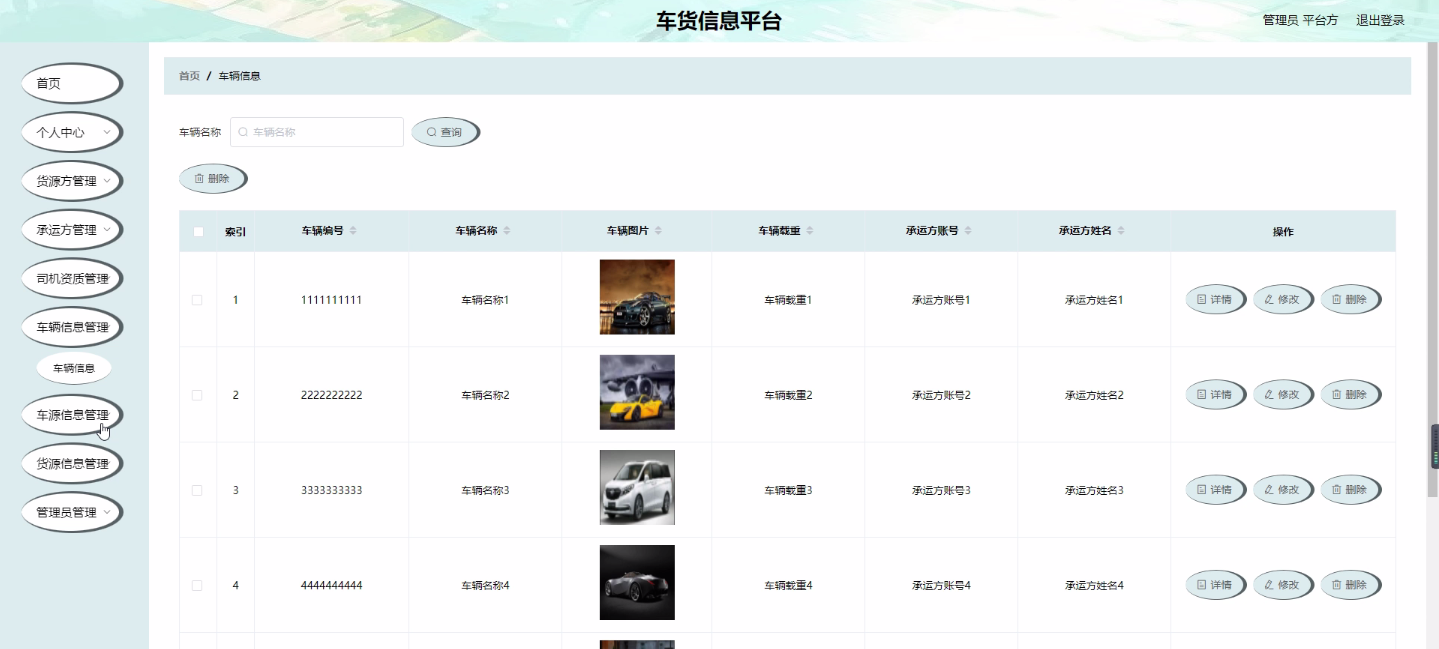 车货信息平台
管理员 平台方 退出登录
首页
个人中心
货源方管理
承运方管理
司机资质管理
车辆信息管理
车辆信息
车源信息管理
货源信息管理
管理员管理
首页 / 车辆信息
车辆名称 车辆名称 查询
删除
索引 车辆编号 车辆名称 车辆图片 车辆载重 承运方账号 承运方姓名 操作
1 1111111111 车辆名称1 车辆载重1 承运方账号1 承运方姓名1 详情 修改 删除
2 2222222222 车辆名称2 车辆载重2 承运方账号2 承运方姓名2 详情 修改 删除
3 3333333333 车辆名称3 车辆载重3 承运方账号3 承运方姓名3 详情 修改 删除
4 4444444444 车辆名称4 车辆载重4 承运方账号4 承运方姓名4 详情 修改 删除